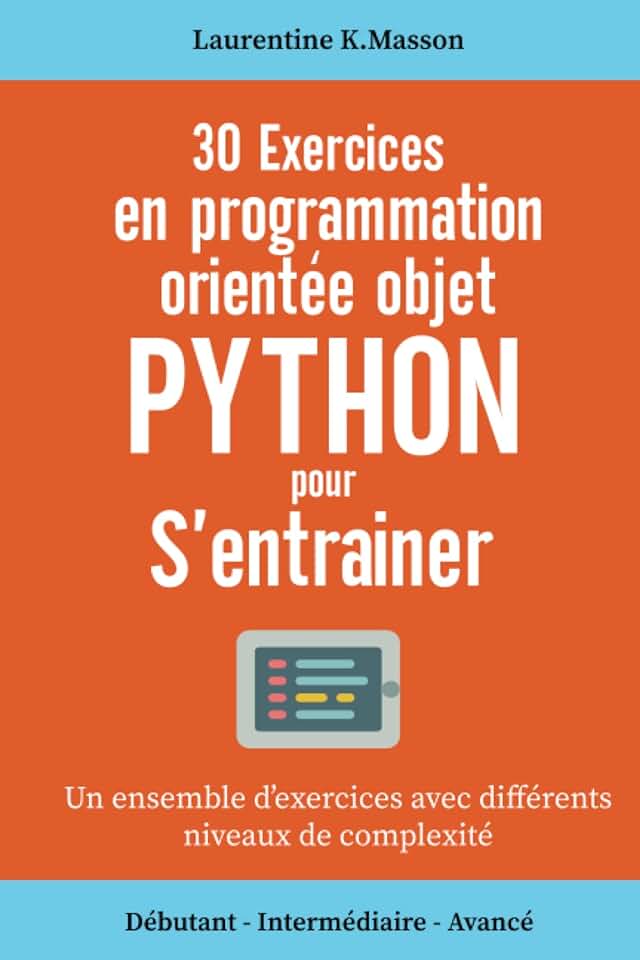 Laurentine K.Masson
30 Exercices
en programmation
orientée objet
PYTHON
pour
S'entrainer
Un ensemble d'exercices avec différents
niveaux de complexité
Débutant - Intermédiaire - Avancé